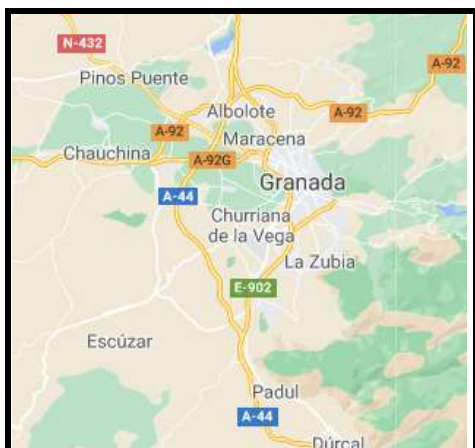 N-432
A-92
Pinos Puente
Albolote
A-92
A-92
Maracena
Chauchina
A-92G
Granada
A-44
Churriana
de la Vega
La Zubia
E-902
Escúzar
Padul
A-44
Dúrcal